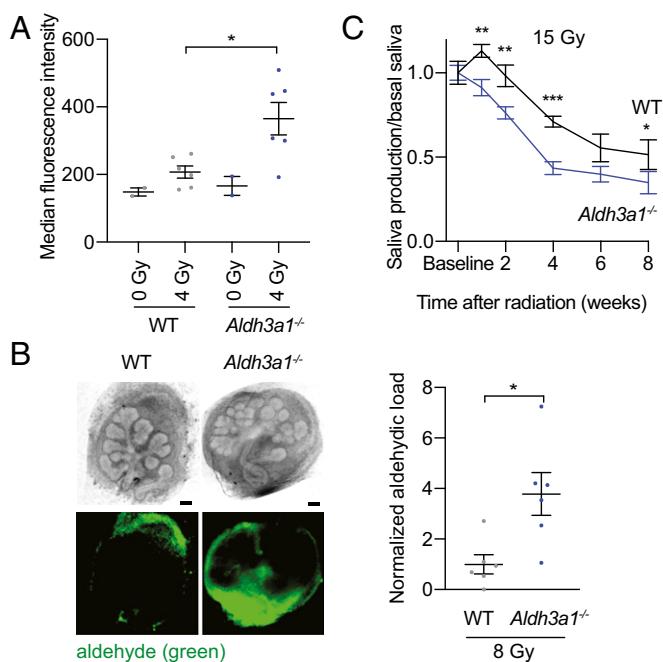 A
Median fluorescence intensity
600
400
200
0
*
0 Gy
4 Gy
0 Gy
4 Gy
WT
Aldh3a1-/-
C
Saliva production/basal saliva
1.0
0.5
0.0
15 Gy
**
**
***
WT
*
Aldh3a1-/-
Baseline 2 4 6 8
Time after radiation (weeks)
B
WT
Aldh3a1-/-
aldehyde (green)
Normalized aldehydic load
8
6
4
2
0
*
WT Aldh3a1-/-
8 Gy